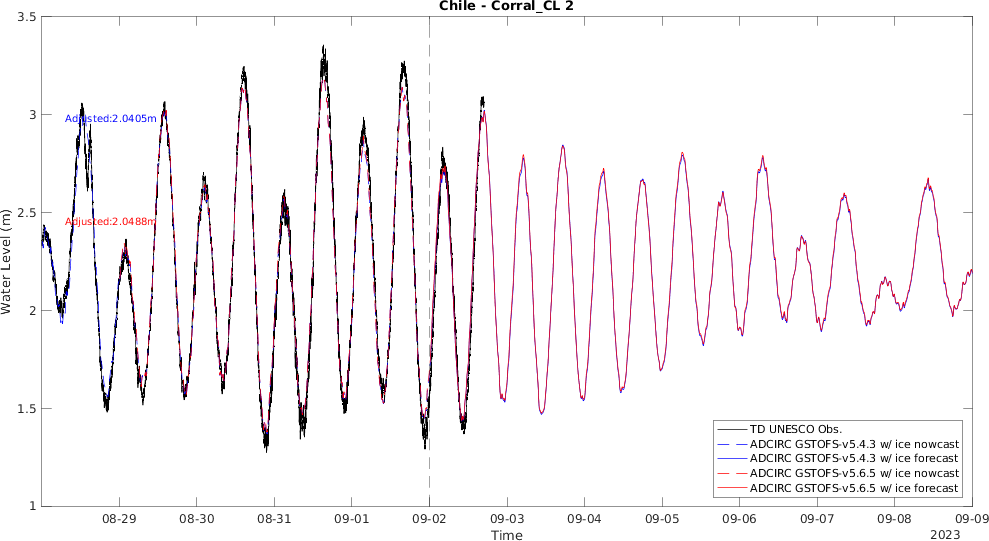 Chile - Corral_CL 2
3.5
3
2.5
2
1.5
1
Water Level (m)
Adjusted:2.0405m
Adjusted:2.0488m
TD UNESCO Obs.
ADCIRC GSTOFS-v5.4.3 w/ ice nowcast
ADCIRC GSTOFS-v5.4.3 w/ ice forecast
ADCIRC GSTOFS-v5.6.5 w/ ice nowcast
ADCIRC GSTOFS-v5.6.5 w/ ice forecast
08-29 08-30 08-31 09-01 09-02 09-03 09-04 09-05 09-06 09-07 09-08 09-09
Time
2023